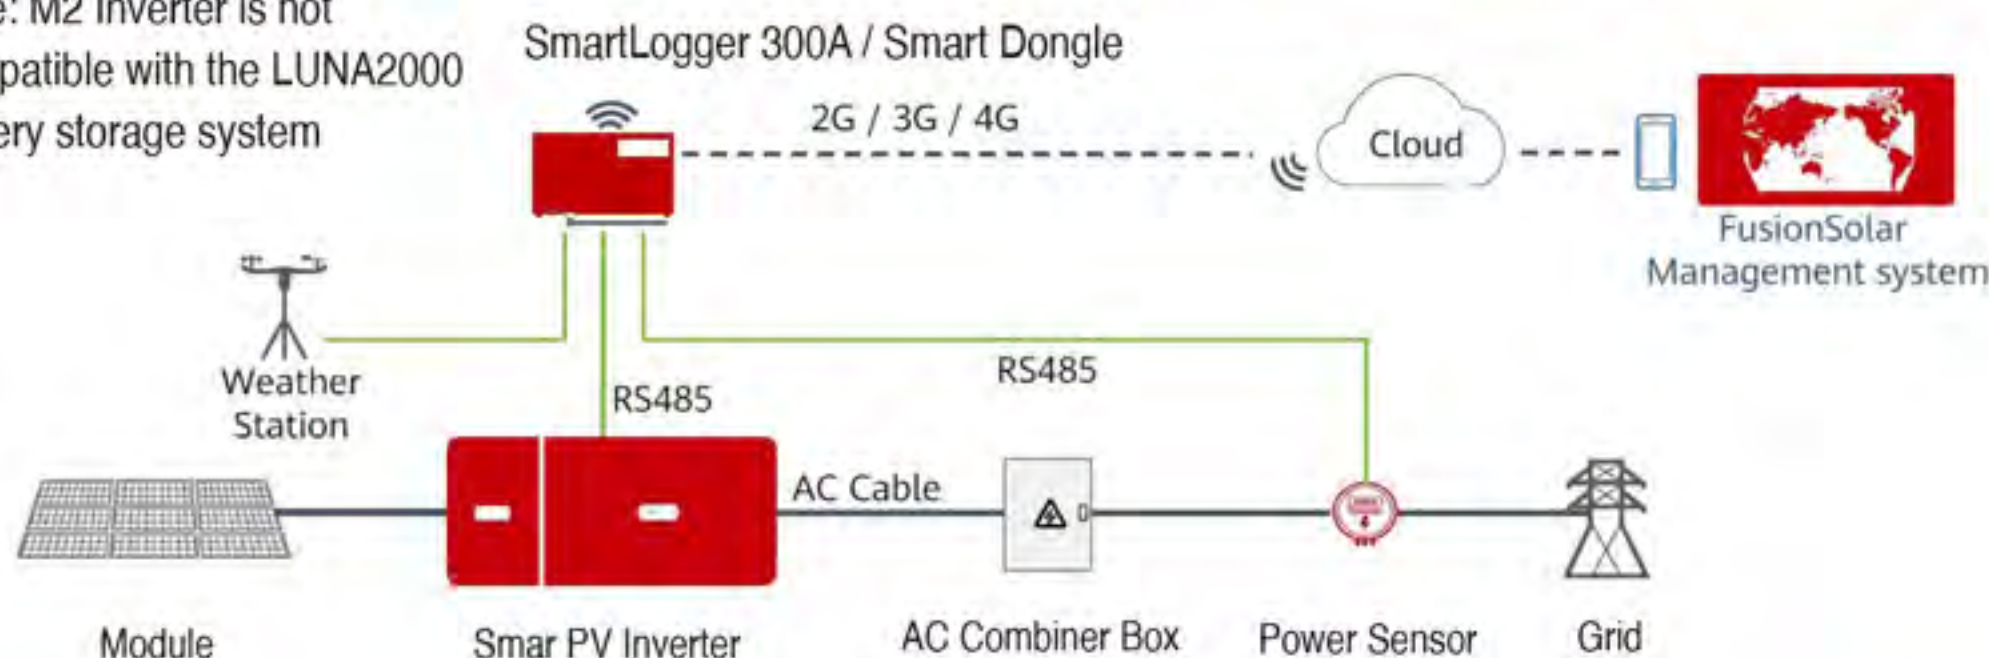 : M2 Inverter is not
patible with the LUNA2000
ery storage system
SmartLogger 300A / Smart Dongle
2G / 3G / 4G
Cloud
FusionSolar
Management system
Weather
Station
RS485
RS485
AC Cable
Module
Smar PV Inverter
AC Combiner Box
Power Sensor
Grid